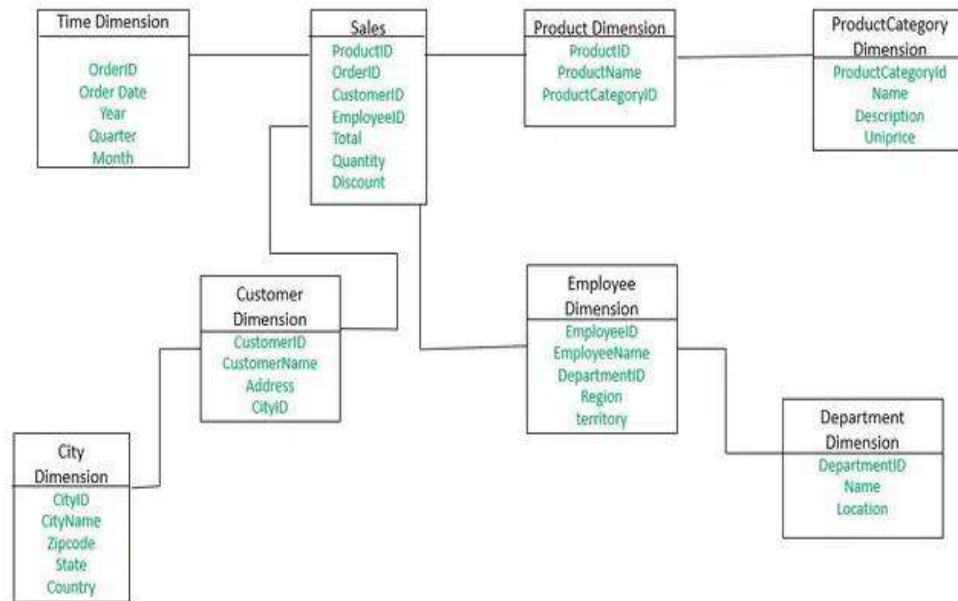 Time Dimension
OrderID
Order Date
Year
Quarter
Month
Sales
ProductID
OrderID
CustomerID
EmployeeID
Total
Quantity
Discount
Product Dimension
ProductID
ProductName
ProductCategoryID
ProductCategory
Dimension
ProductCategoryId
Name
Description
Uniprice
Customer
Dimension
CustomerID
CustomerName
Address
CityID
Employee
Dimension
EmployeeID
EmployeeName
DepartmentID
Region
territory
City
Dimension
CityID
CityName
Zipcode
State
Country
Department
Dimension
DepartmentID
Name
Location